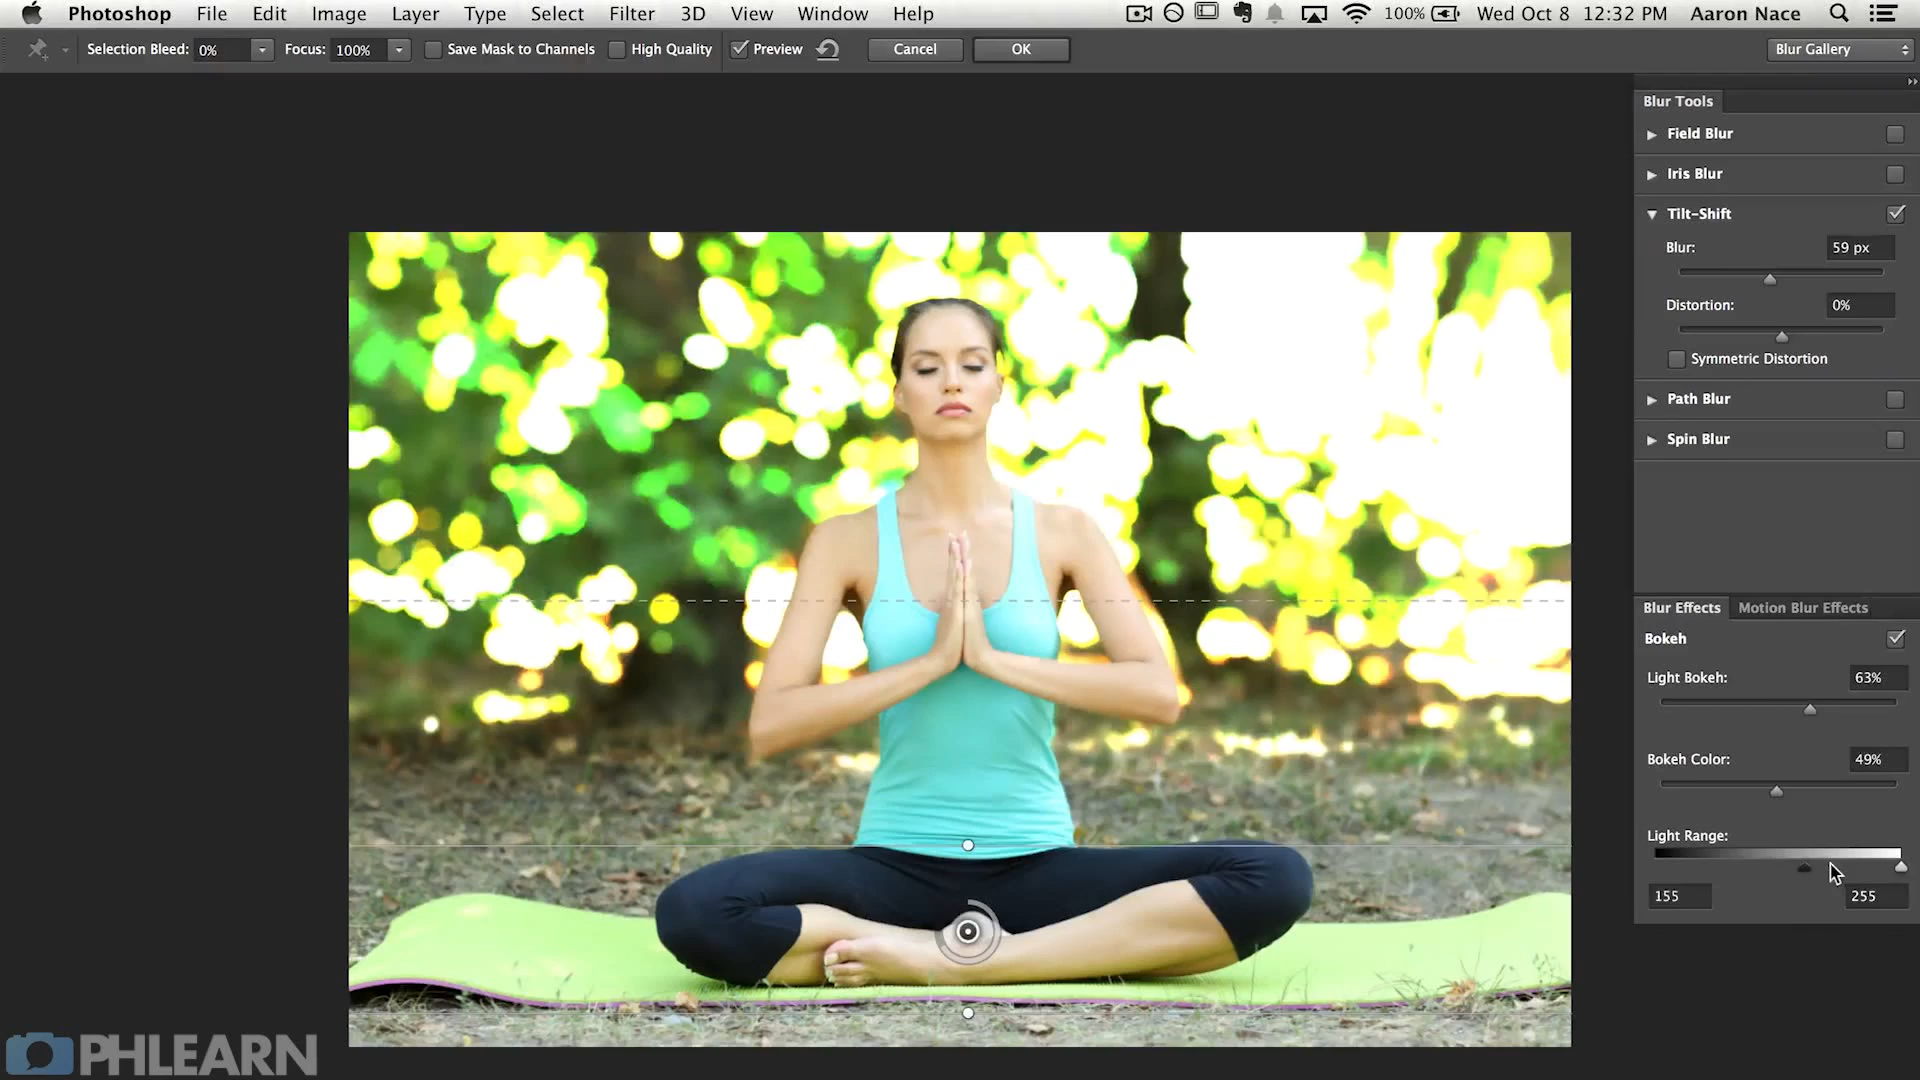 Photoshop File Edit Image Layer Type Select Filter 3D View Window Help 100% Wed Oct 8 12:32 PM Aaron Nace
Selection Bleed: 0% Focus: 100% Save Mask to Channels High Quality Preview Cancel OK Blur Gallery
Blur Tools
Field Blur
Iris Blur
Tilt-Shift
Blur: 59 px
Distortion: 0%
Symmetric Distortion
Path Blur
Spin Blur
Blur Effects Motion Blur Effects
Bokeh
Light Bokeh: 63%
Bokeh Color: 49%
Light Range:
155 255
PHLEARN